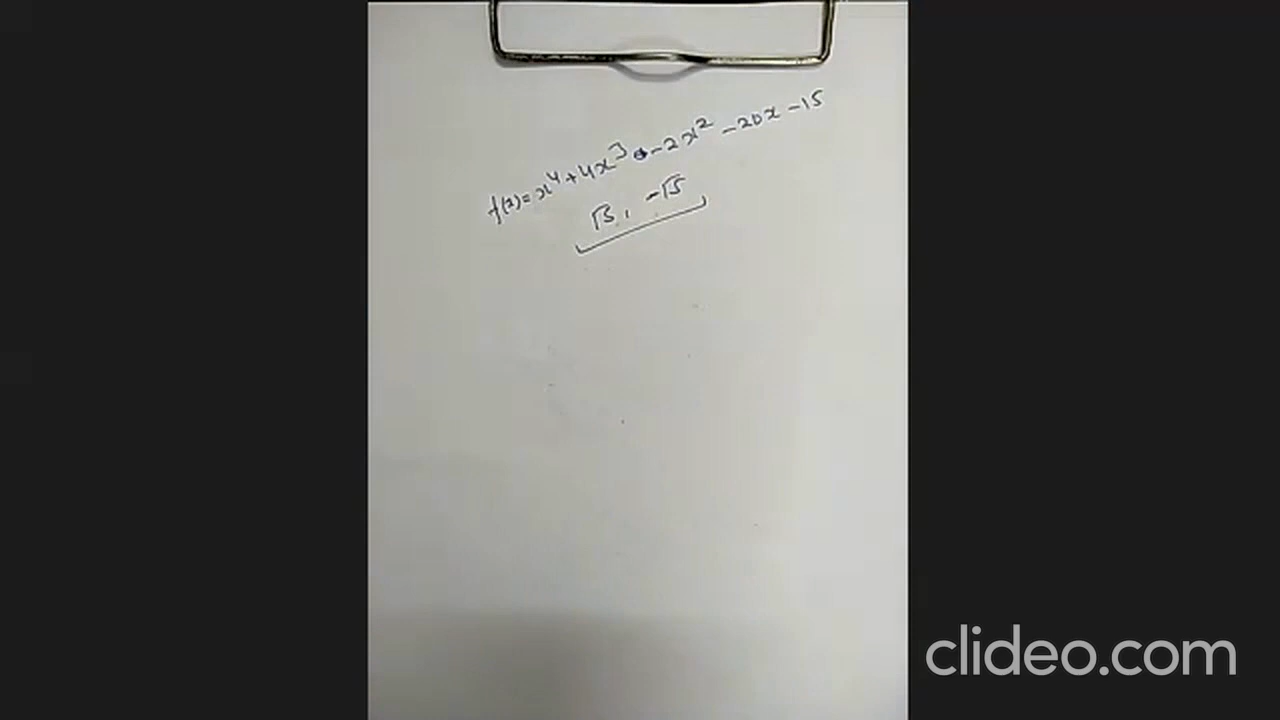 f(x) = x⁴ + 4x³ - 2x² - 20x - 15
√5, -√5
clideo.com